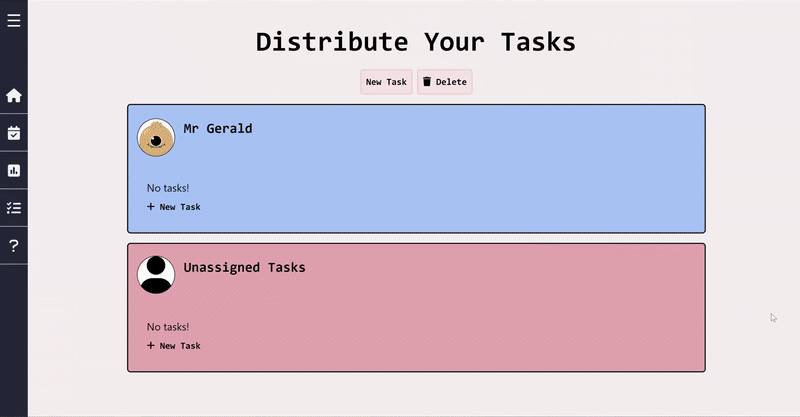 Distribute Your Tasks
New Task
Delete
Mr Gerald
No tasks!
+ New Task
Unassigned Tasks
No tasks!
+ New Task